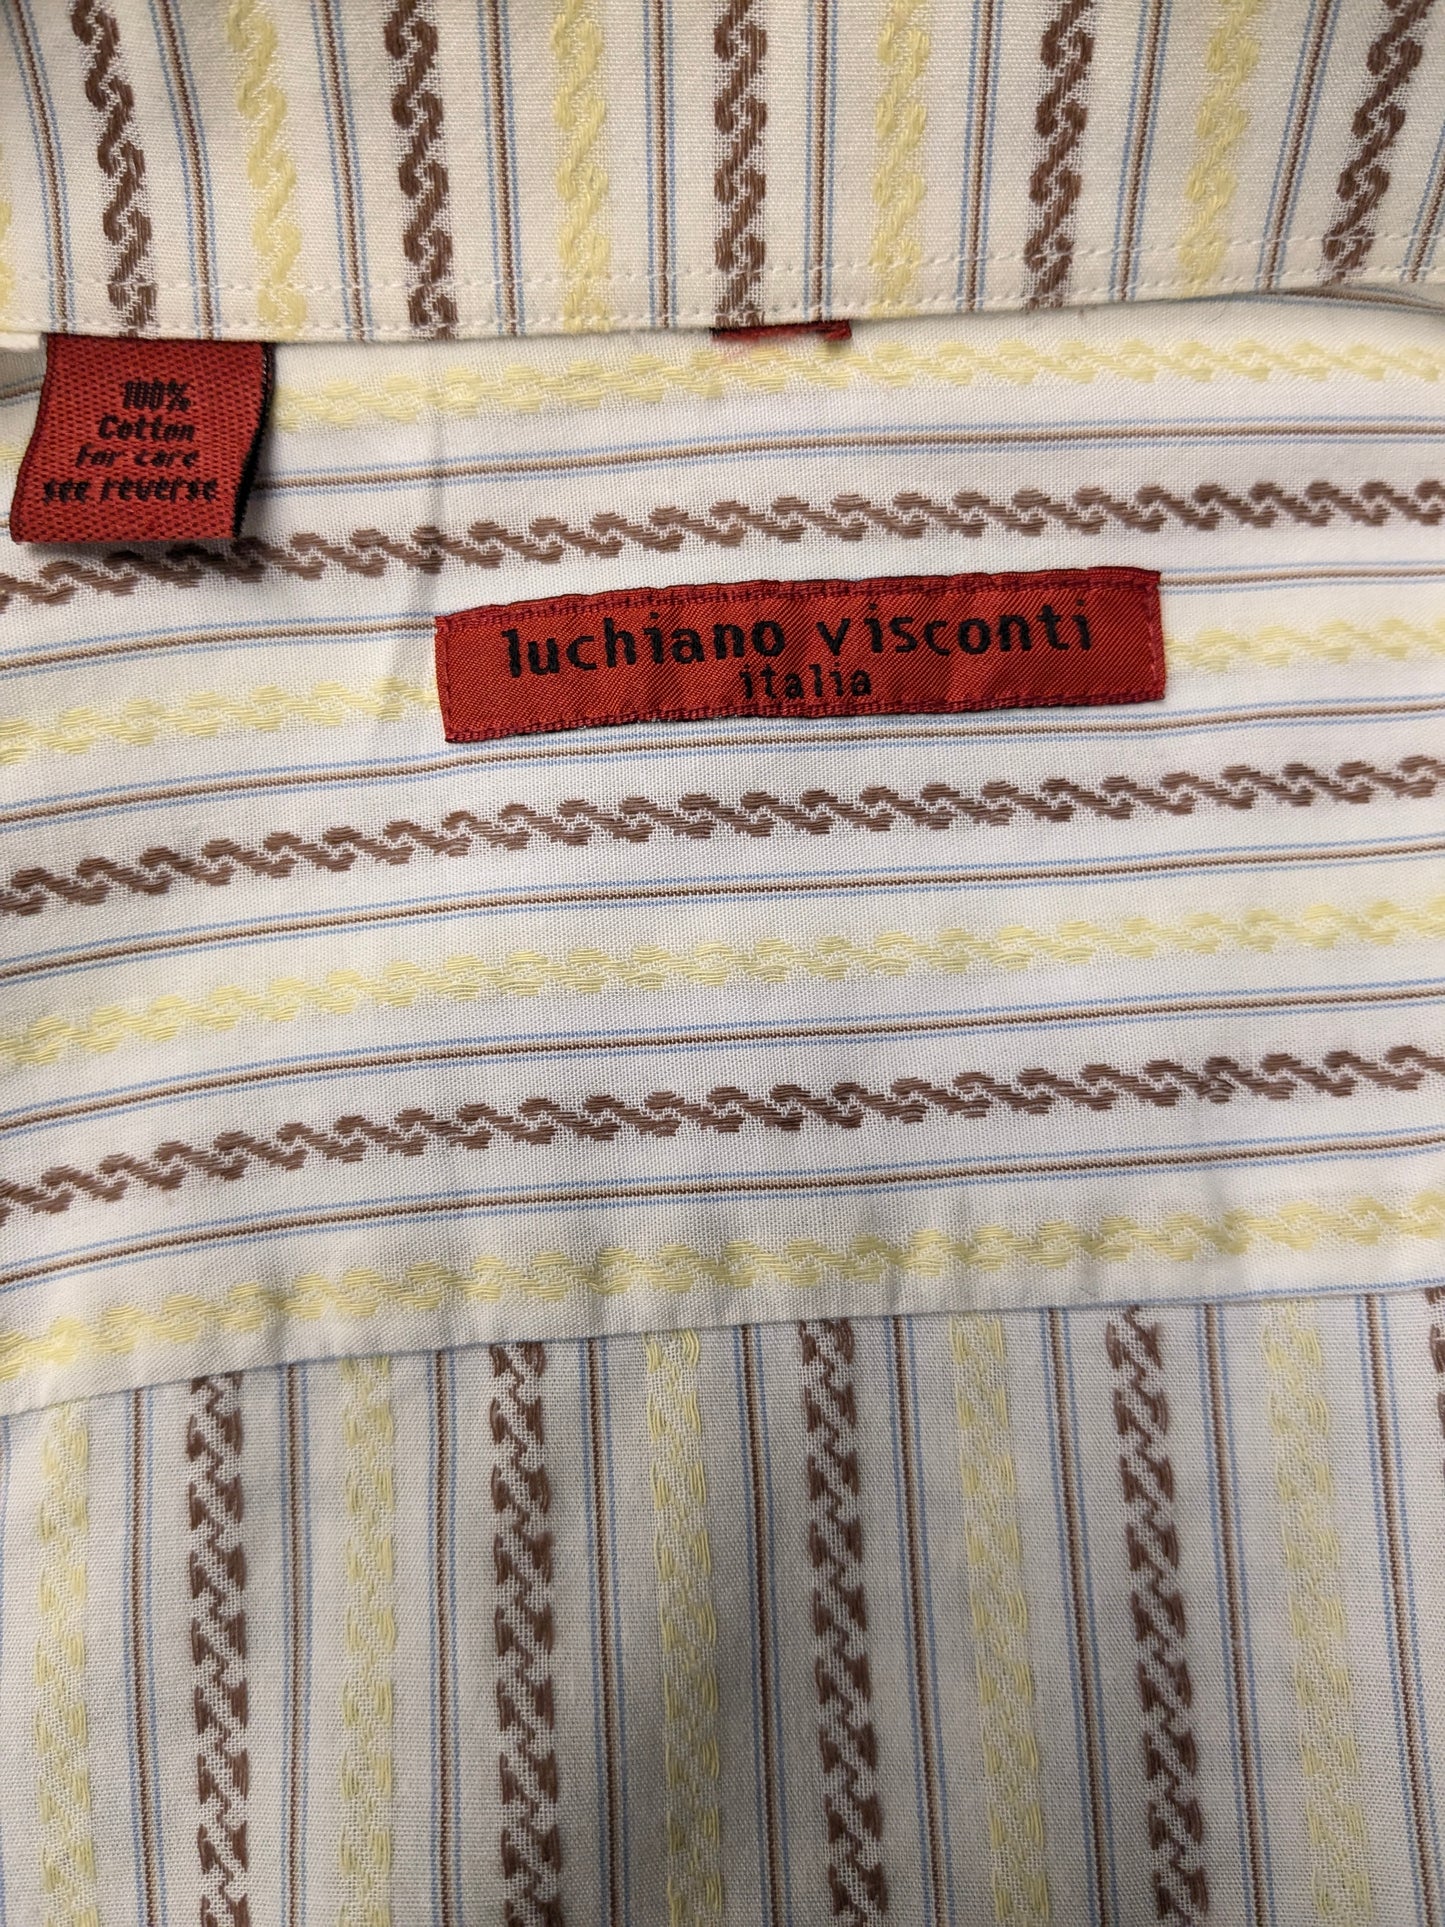 100%
Cotton
For care
see reverse
luchiano visconti
italia